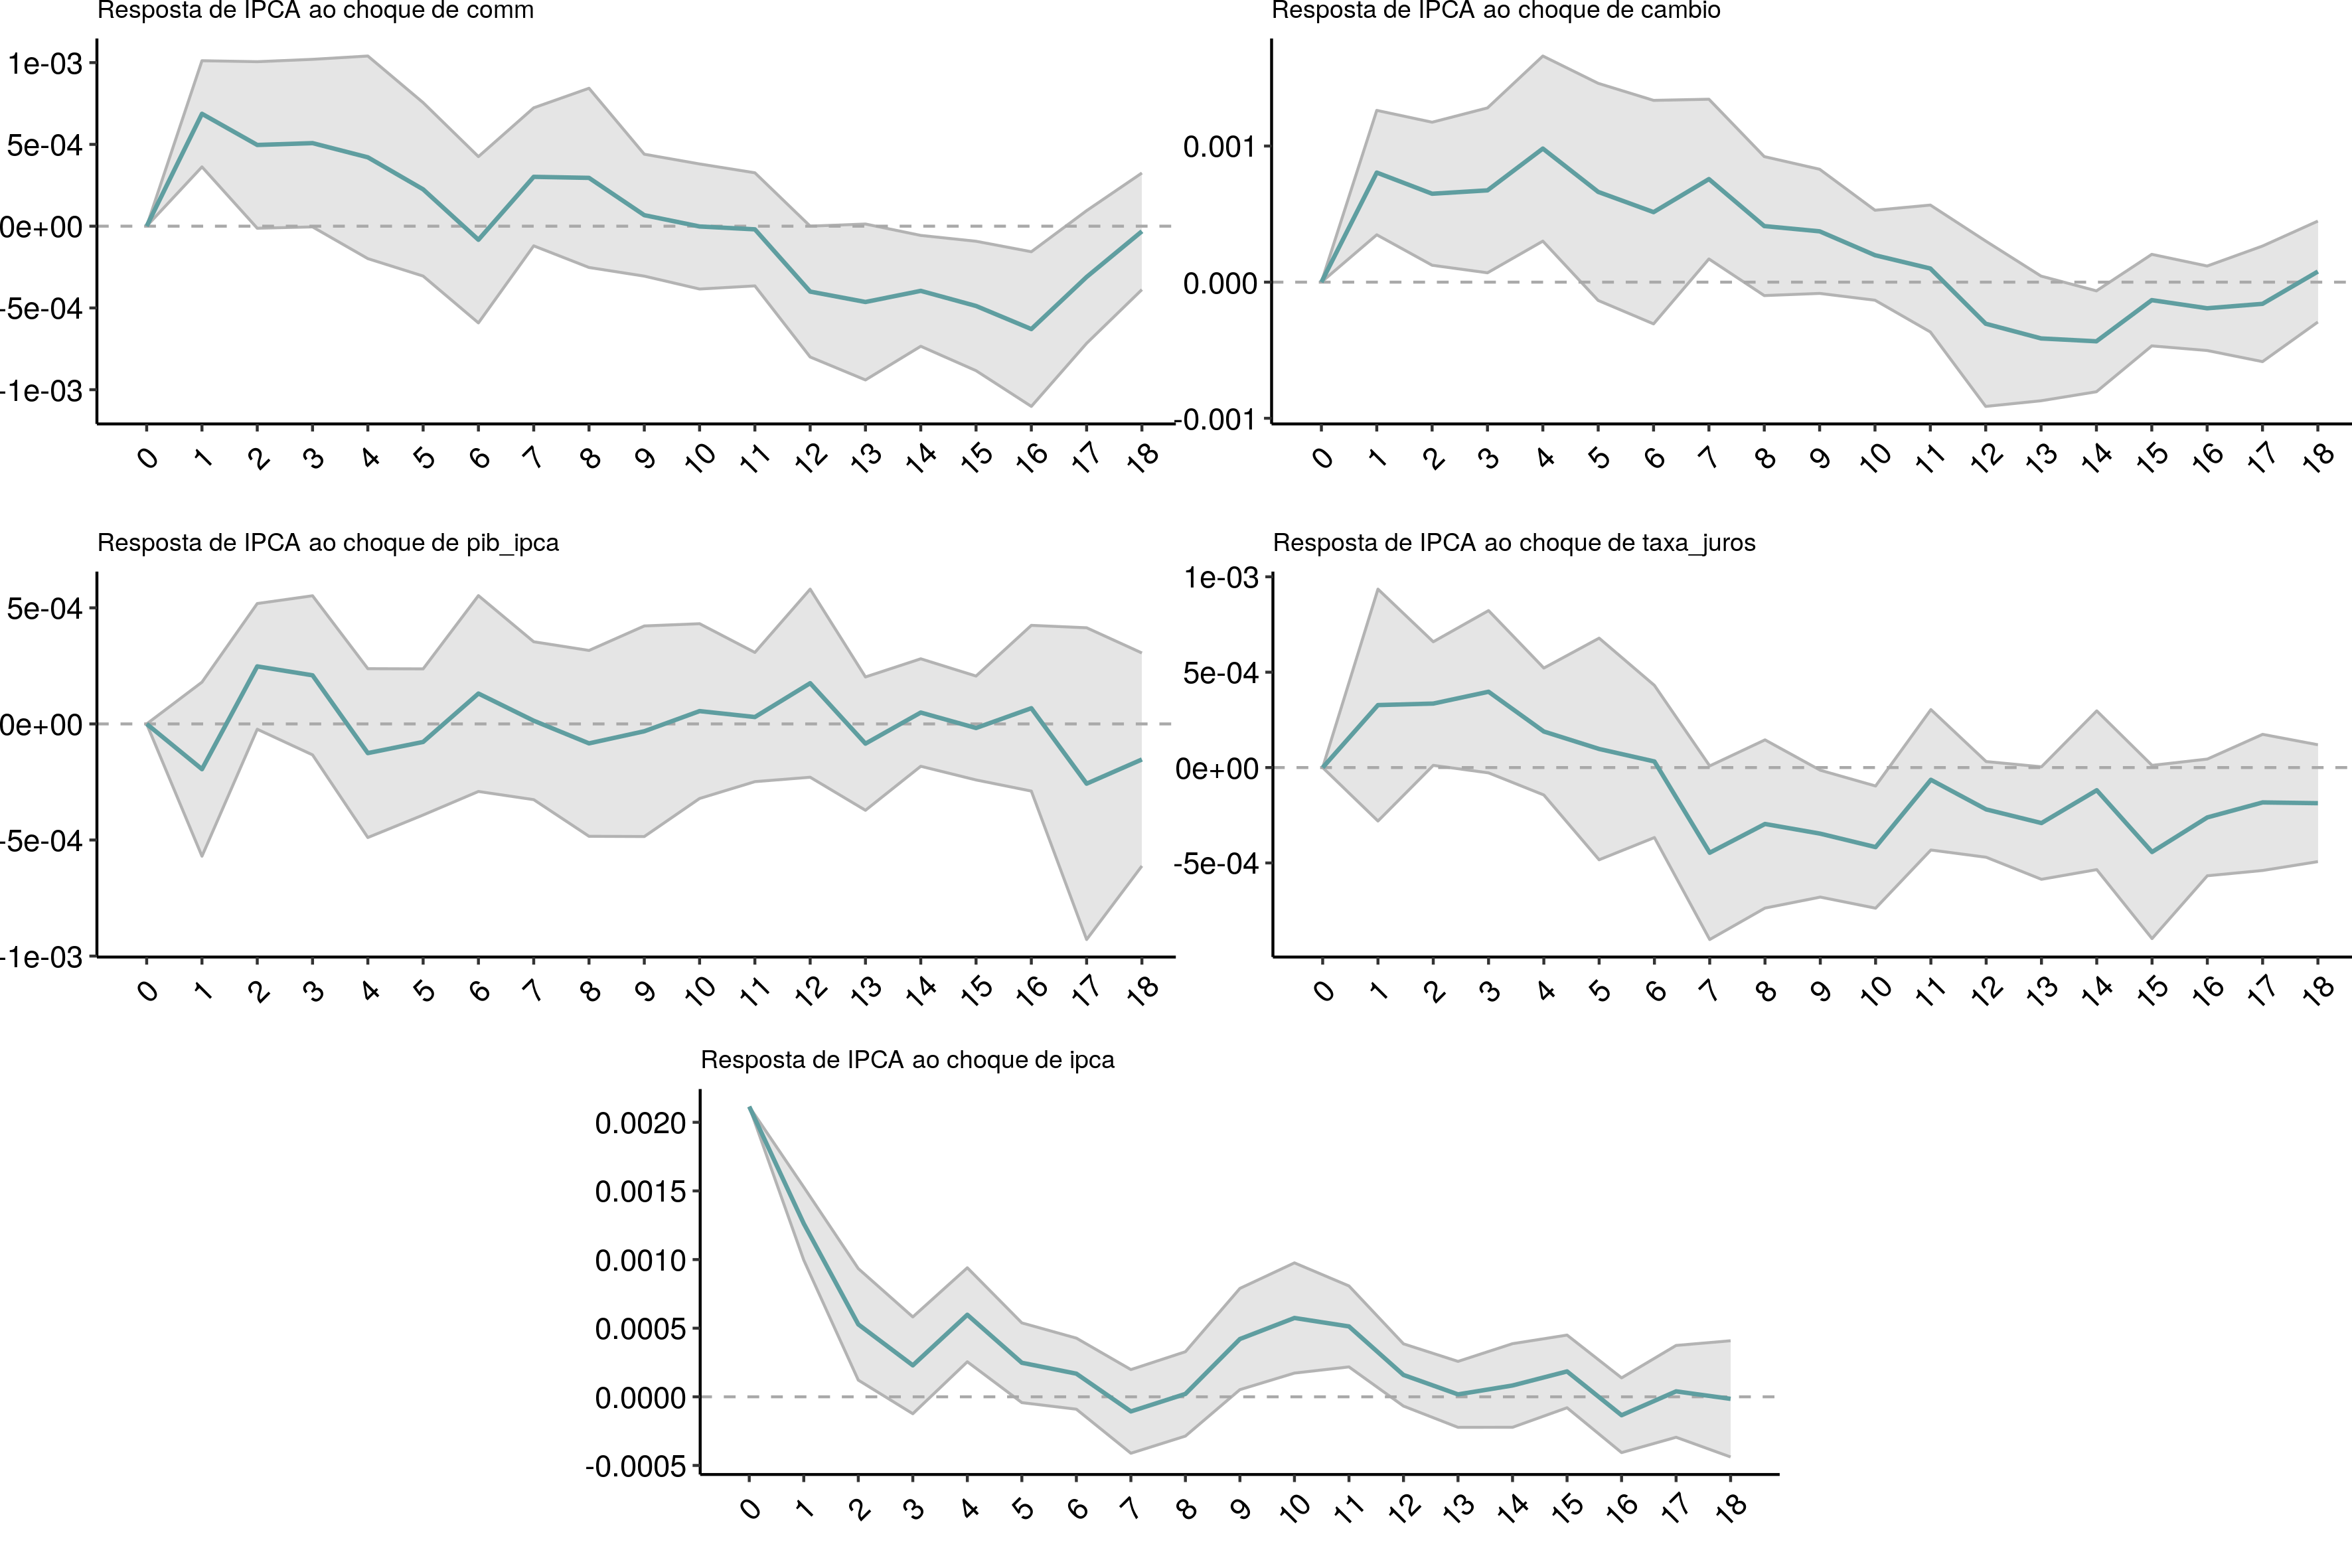 Resposta de IPCA ao choque de comm
1e-03
5e-04
0e+00
-5e-04
-1e-03
0 1 2 3 4 5 6 7 8 9 10 11 12 13 14 15 16 17 18
Resposta de IPCA ao choque de cambio
0.001
0.000
-0.001
0 1 2 3 4 5 6 7 8 9 10 11 12 13 14 15 16 17 18
Resposta de IPCA ao choque de pib_ipca
5e-04
0e+00
-5e-04
-1e-03
0 1 2 3 4 5 6 7 8 9 10 11 12 13 14 15 16 17 18
Resposta de IPCA ao choque de taxa_juros
1e-03
5e-04
0e+00
-5e-04
0 1 2 3 4 5 6 7 8 9 10 11 12 13 14 15 16 17 18
Resposta de IPCA ao choque de ipca
0.0020
0.0015
0.0010
0.0005
0.0000
-0.0005
0 1 2 3 4 5 6 7 8 9 10 11 12 13 14 15 16 17 18